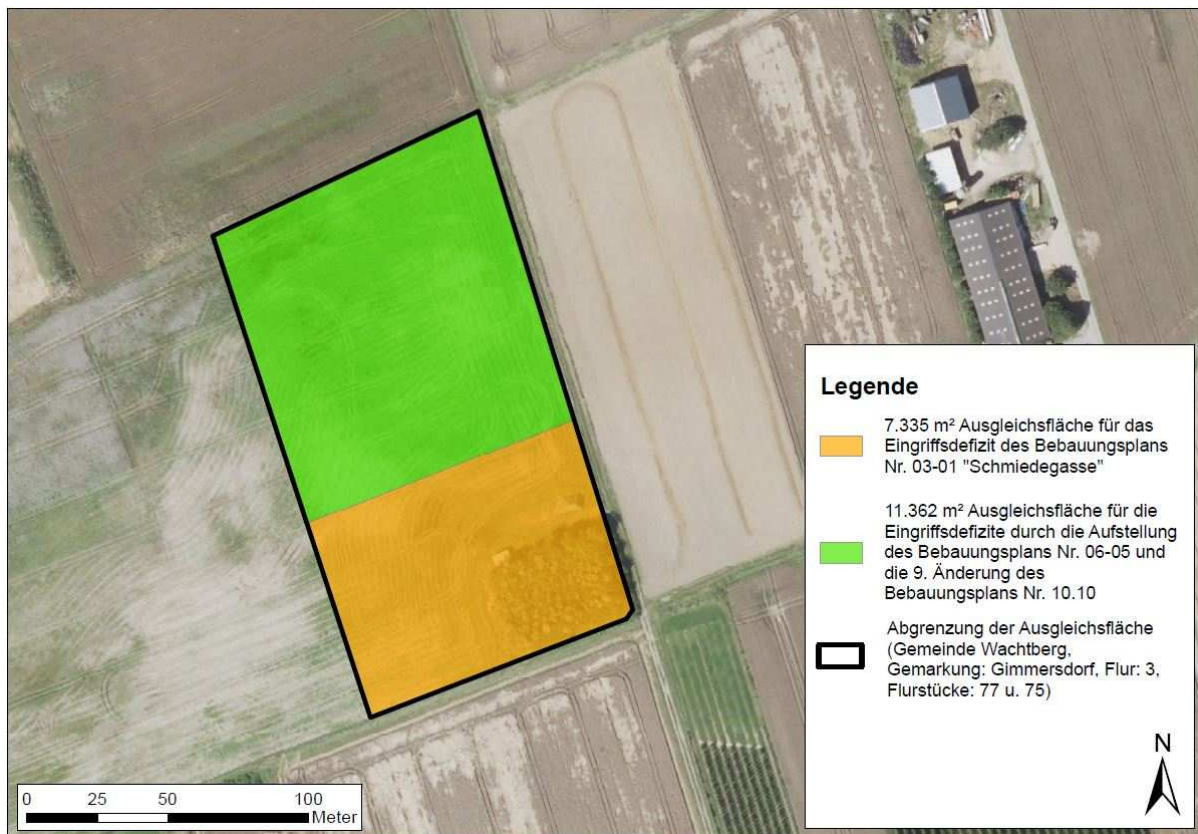 Legende
7.335 m² Ausgleichsfläche für das
Eingriffsdefizit des Bebauungsplans
Nr. 03-01 "Schmiedegasse"
11.362 m² Ausgleichsfläche für die
Eingriffsdefizite durch die Aufstellung
des Bebauungsplans Nr. 06-05 und
die 9. Änderung des
Bebauungsplans Nr. 10.10
Abgrenzung der Ausgleichsfläche
(Gemeinde Wachtberg,
Gemarkung: Gimmersdorf, Flur: 3,
Flurstücke: 77 u. 75)
N
0 25 50 100
Meter